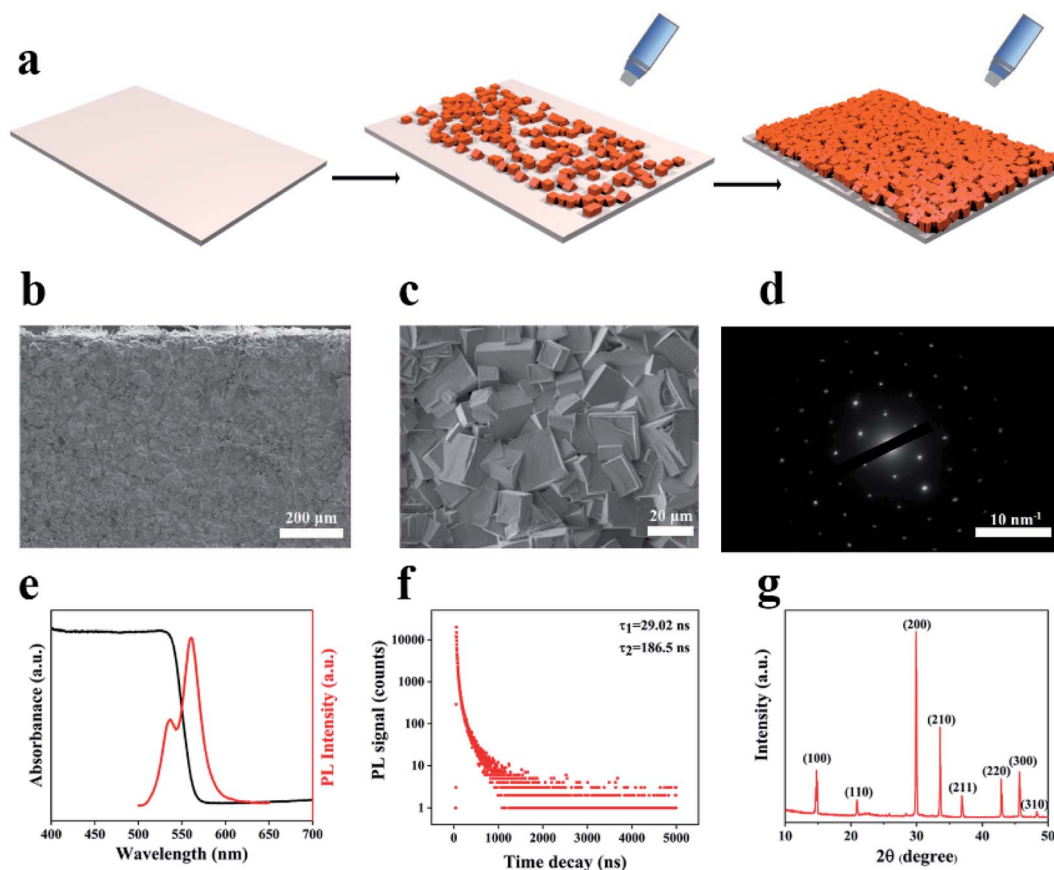 a
b
c
d
200 µm
20 µm
10 nm⁻¹
e
f
g
Absorbanace (a.u.)
PL Intensity (a.u.)
400 450 500 550 600 650 700
Wavelength (nm)
PL signal (counts)
10000
1000
100
10
1
τ1=29.02 ns
τ2=186.5 ns
0 1000 2000 3000 4000 5000
Time decay (ns)
Intensity (a.u.)
(100)
(110)
(200)
(210)
(211)
(220)
(300)
(310)
10 20 30 40 50
2θ (degree)